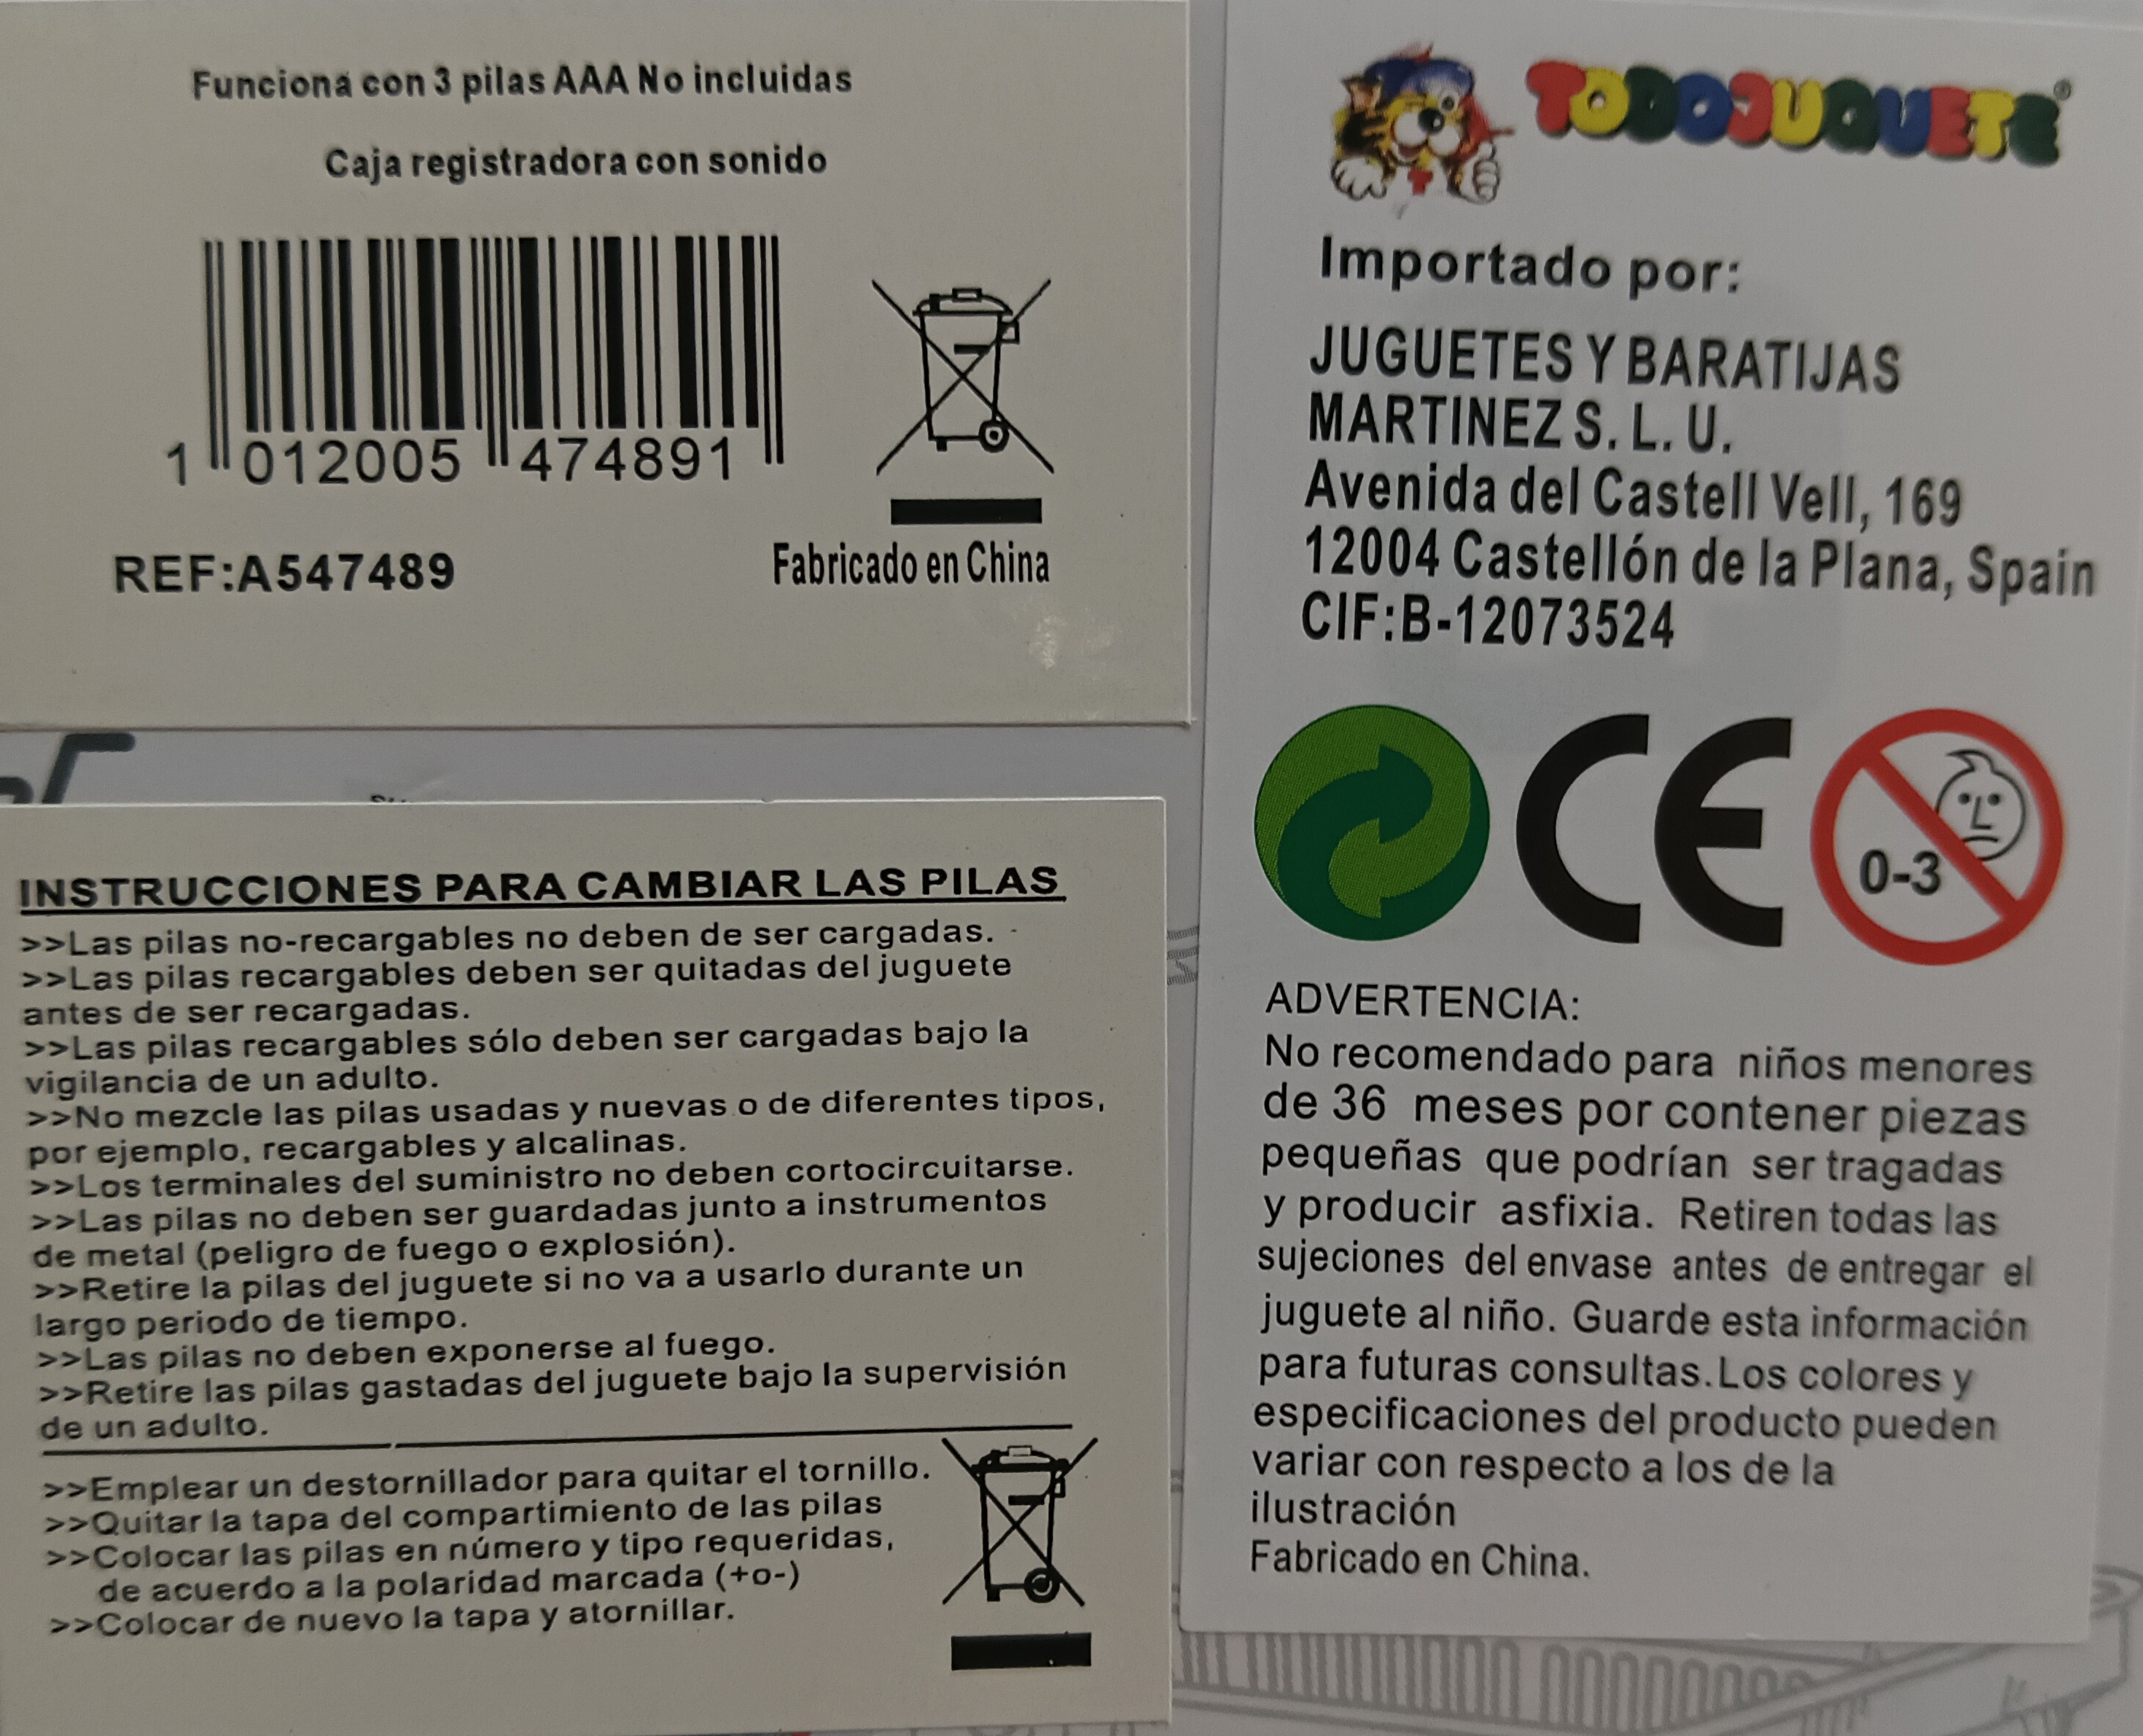 Funciona con 3 pilas AAA No incluidas
Caja registradora con sonido
1 012005 474891
REF:A547489
Fabricado en China
INSTRUCCIONES PARA CAMBIAR LAS PILAS
>>Las pilas no-recargables no deben de ser cargadas.
>>Las pilas recargables deben ser quitadas del juguete
antes de ser recargadas.
>>Las pilas recargables sólo deben ser cargadas bajo la
vigilancia de un adulto.
>>No mezcle las pilas usadas y nuevas o de diferentes tipos,
por ejemplo, recargables y alcalinas.
>>Los terminales del suministro no deben cortocircuitarse.
>>Las pilas no deben ser guardadas junto a instrumentos
de metal (peligro de fuego o explosión).
>>Retire la pilas del juguete si no va a usarlo durante un
largo periodo de tiempo.
>>Las pilas no deben exponerse al fuego.
>>Retire las pilas gastadas del juguete bajo la supervisión
de un adulto.
>>Emplear un destornillador para quitar el tornillo.
>>Quitar la tapa del compartimiento de las pilas
>>Colocar las pilas en número y tipo requeridas,
de acuerdo a la polaridad marcada (+o-)
>>Colocar de nuevo la tapa y atornillar.
TODOJUGUETE®
Importado por:
JUGUETES Y BARATIJAS
MARTINEZ S. L. U.
Avenida del Castell Vell, 169
12004 Castellón de la Plana, Spain
CIF:B-12073524
CE
0-3
ADVERTENCIA:
No recomendado para niños menores
de 36 meses por contener piezas
pequeñas que podrían ser tragadas
y producir asfixia. Retiren todas las
sujeciones del envase antes de entregar el
juguete al niño. Guarde esta información
para futuras consultas.Los colores y
especificaciones del producto pueden
variar con respecto a los de la
ilustración
Fabricado en China.